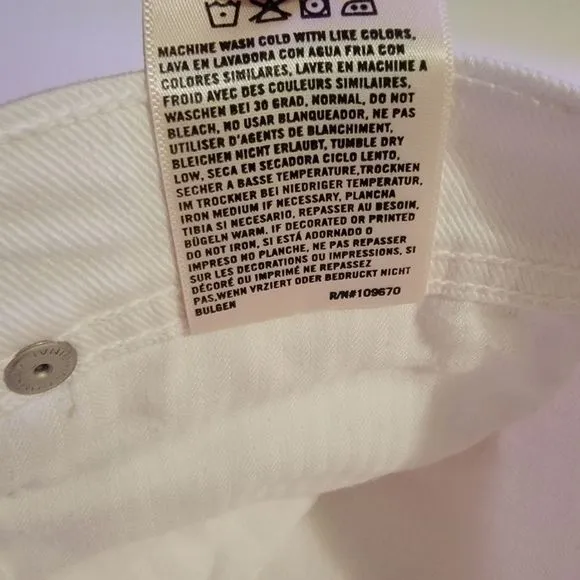 MACHINE WASH COLD WITH LIKE COLORS,
LAVA EN LAVADORA CON AGUA FRIA CON
COLORES SIMILARES, LAVER EN MACHINE A
FROID AVEC DES COULEURS SIMILAIRES,
WASCHEN BEI 30 GRAD, NORMAL, DO NOT
BLEACH, NO USAR BLANQUEADOR, NE PAS
UTILISER D'AGENTS DE BLANCHIMENT,
BLEICHEN NICHT ERLAUBT, TUMBLE DRY
LOW, SECA EN SECADORA CICLO LENTO,
SECHER A BASSE TEMPERATURE,TROCKNEN
IM TROCKNER BEI NIEDRIGER TEMPERATUR,
IRON MEDIUM IF NECESSARY, PLANCHA
TIBIA SI NECESARIO, REPASSER AU BESOIN,
BÜGELN WARM. IF DECORATED OR PRINTED
DO NOT IRON, SI ESTÁ ADORNADO O
IMPRESO NO PLANCHE, NE PAS REPASSER
SUR LES DECORATIONS OU IMPRESSIONS, SI
DÉCORÉ OU IMPRIMÉ NE REPASSEZ
PAS,WENN VRZIERT ODER BEDRUCKT NICHT
BULGEN
R/N#109670